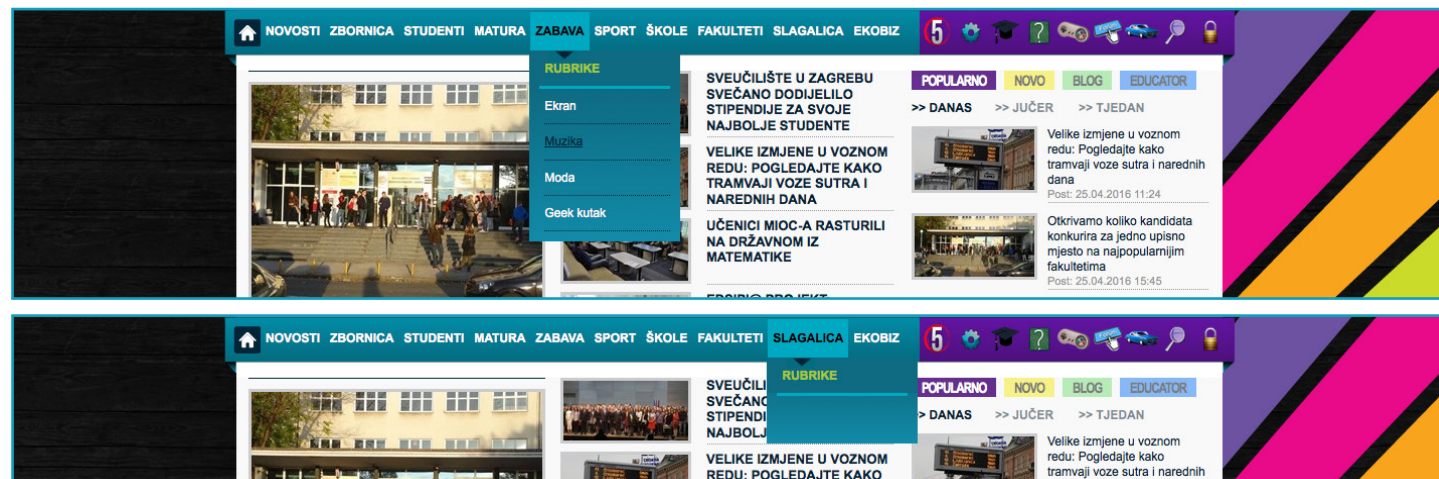 NOVOSTI ZBORNICA STUDENTI MATURA ZABAVA SPORT ŠKOLE FAKULTETI SLAGALICA EKOBIZ 5 ?
RUBRIKE
Ekran
Muzika
Moda
Geek kutak
SVEUČILIŠTE U ZAGREBU
SVEČANO DODIJELILO
STIPENDIJE ZA SVOJE
NAJBOLJE STUDENTE
VELIKE IZMJENE U VOZNOM
REDU: POGLEDAJTE KAKO
TRAMVAJI VOZE SUTRA I
NAREDNIH DANA
UČENICI MIOC-A RASTURILI
NA DRŽAVNOM IZ
MATEMATIKE
POPULARNO NOVO BLOG EDUCATOR
>> DANAS >> JUČER >> TJEDAN
Velike izmjene u voznom
redu: Pogledajte kako
tramvaji voze sutra i narednih
dana
Post: 25.04.2016 11:24
Otkrivamo koliko kandidata
konkurira za jedno upisno
mjesto na najpopularnijim
fakultetima
Post: 25.04.2016 15:45
NOVOSTI ZBORNICA STUDENTI MATURA ZABAVA SPORT ŠKOLE FAKULTETI SLAGALICA EKOBIZ 5 ?
RUBRIKE
SVEUČILI
SVEČANO
STIPENDI
NAJBOLJ
VELIKE IZMJENE U VOZNOM
REDU: POGLEDAJTE KAKO
POPULARNO NOVO BLOG EDUCATOR
> DANAS >> JUČER >> TJEDAN
Velike izmjene u voznom
redu: Pogledajte kako
tramvaji voze sutra i narednih